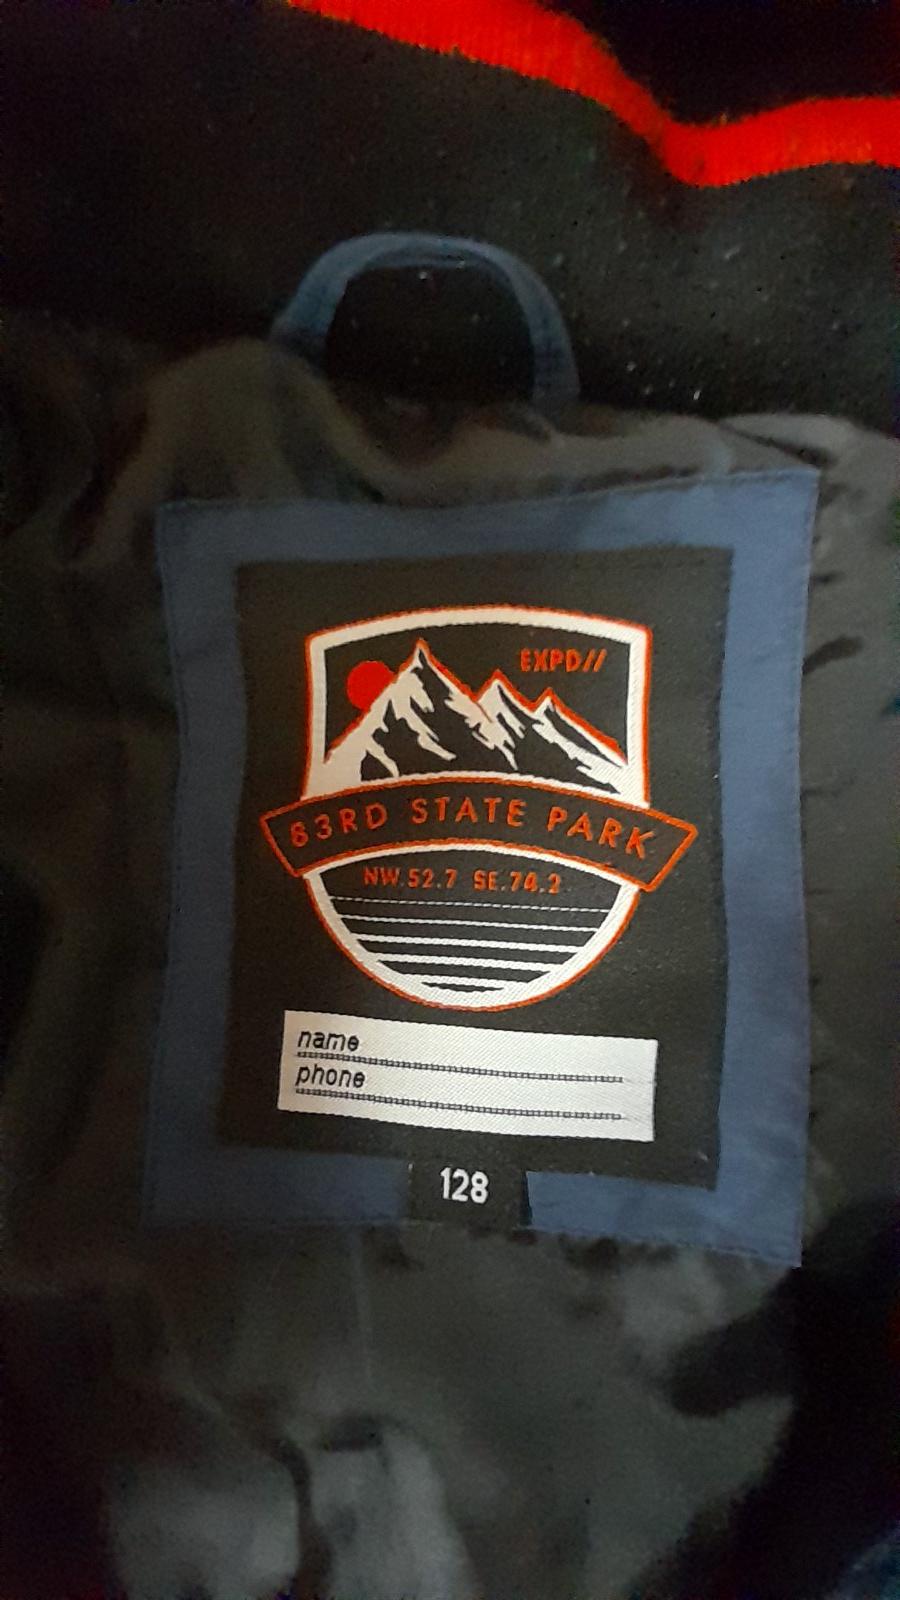 EXPD//
83RD STATE PARK
NW.52.7 SE.74.2
name
phone
128